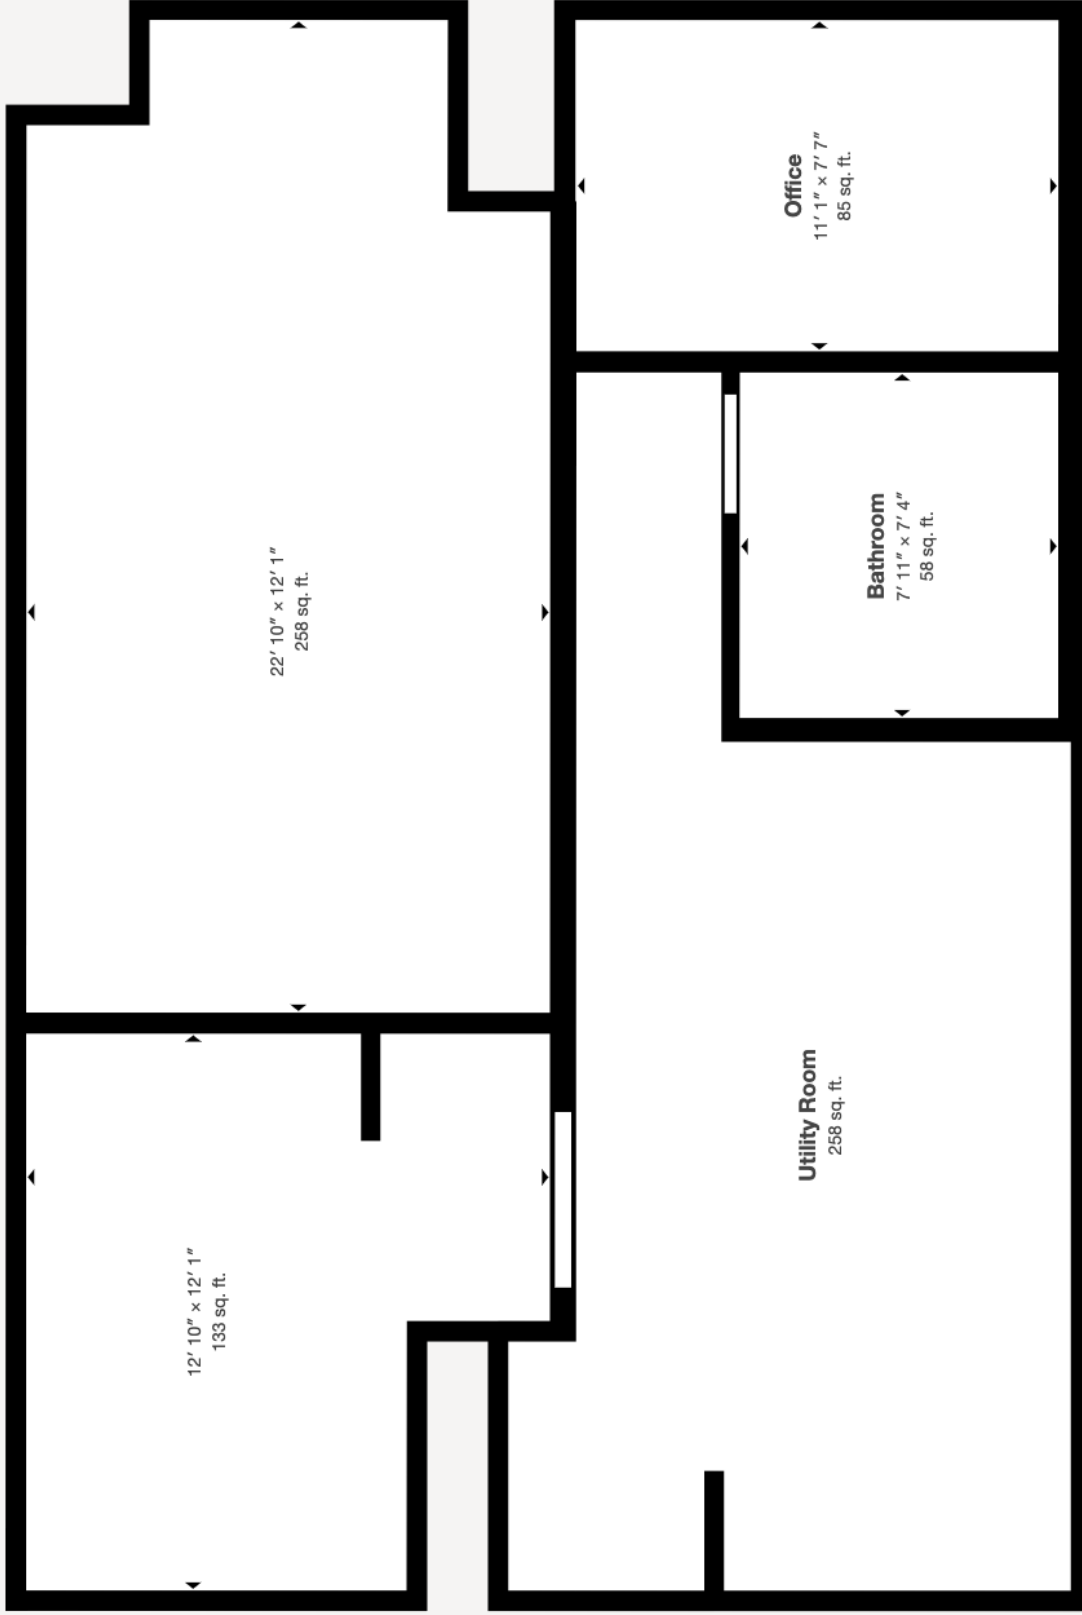 Office
11′ 1″ × 7′ 7″
85 sq. ft.
22′ 10″ × 12′ 1″
258 sq. ft.
Bathroom
7′ 11″ × 7′ 4″
58 sq. ft.
12′ 10″ × 12′ 1″
133 sq. ft.
Utility Room
258 sq. ft.